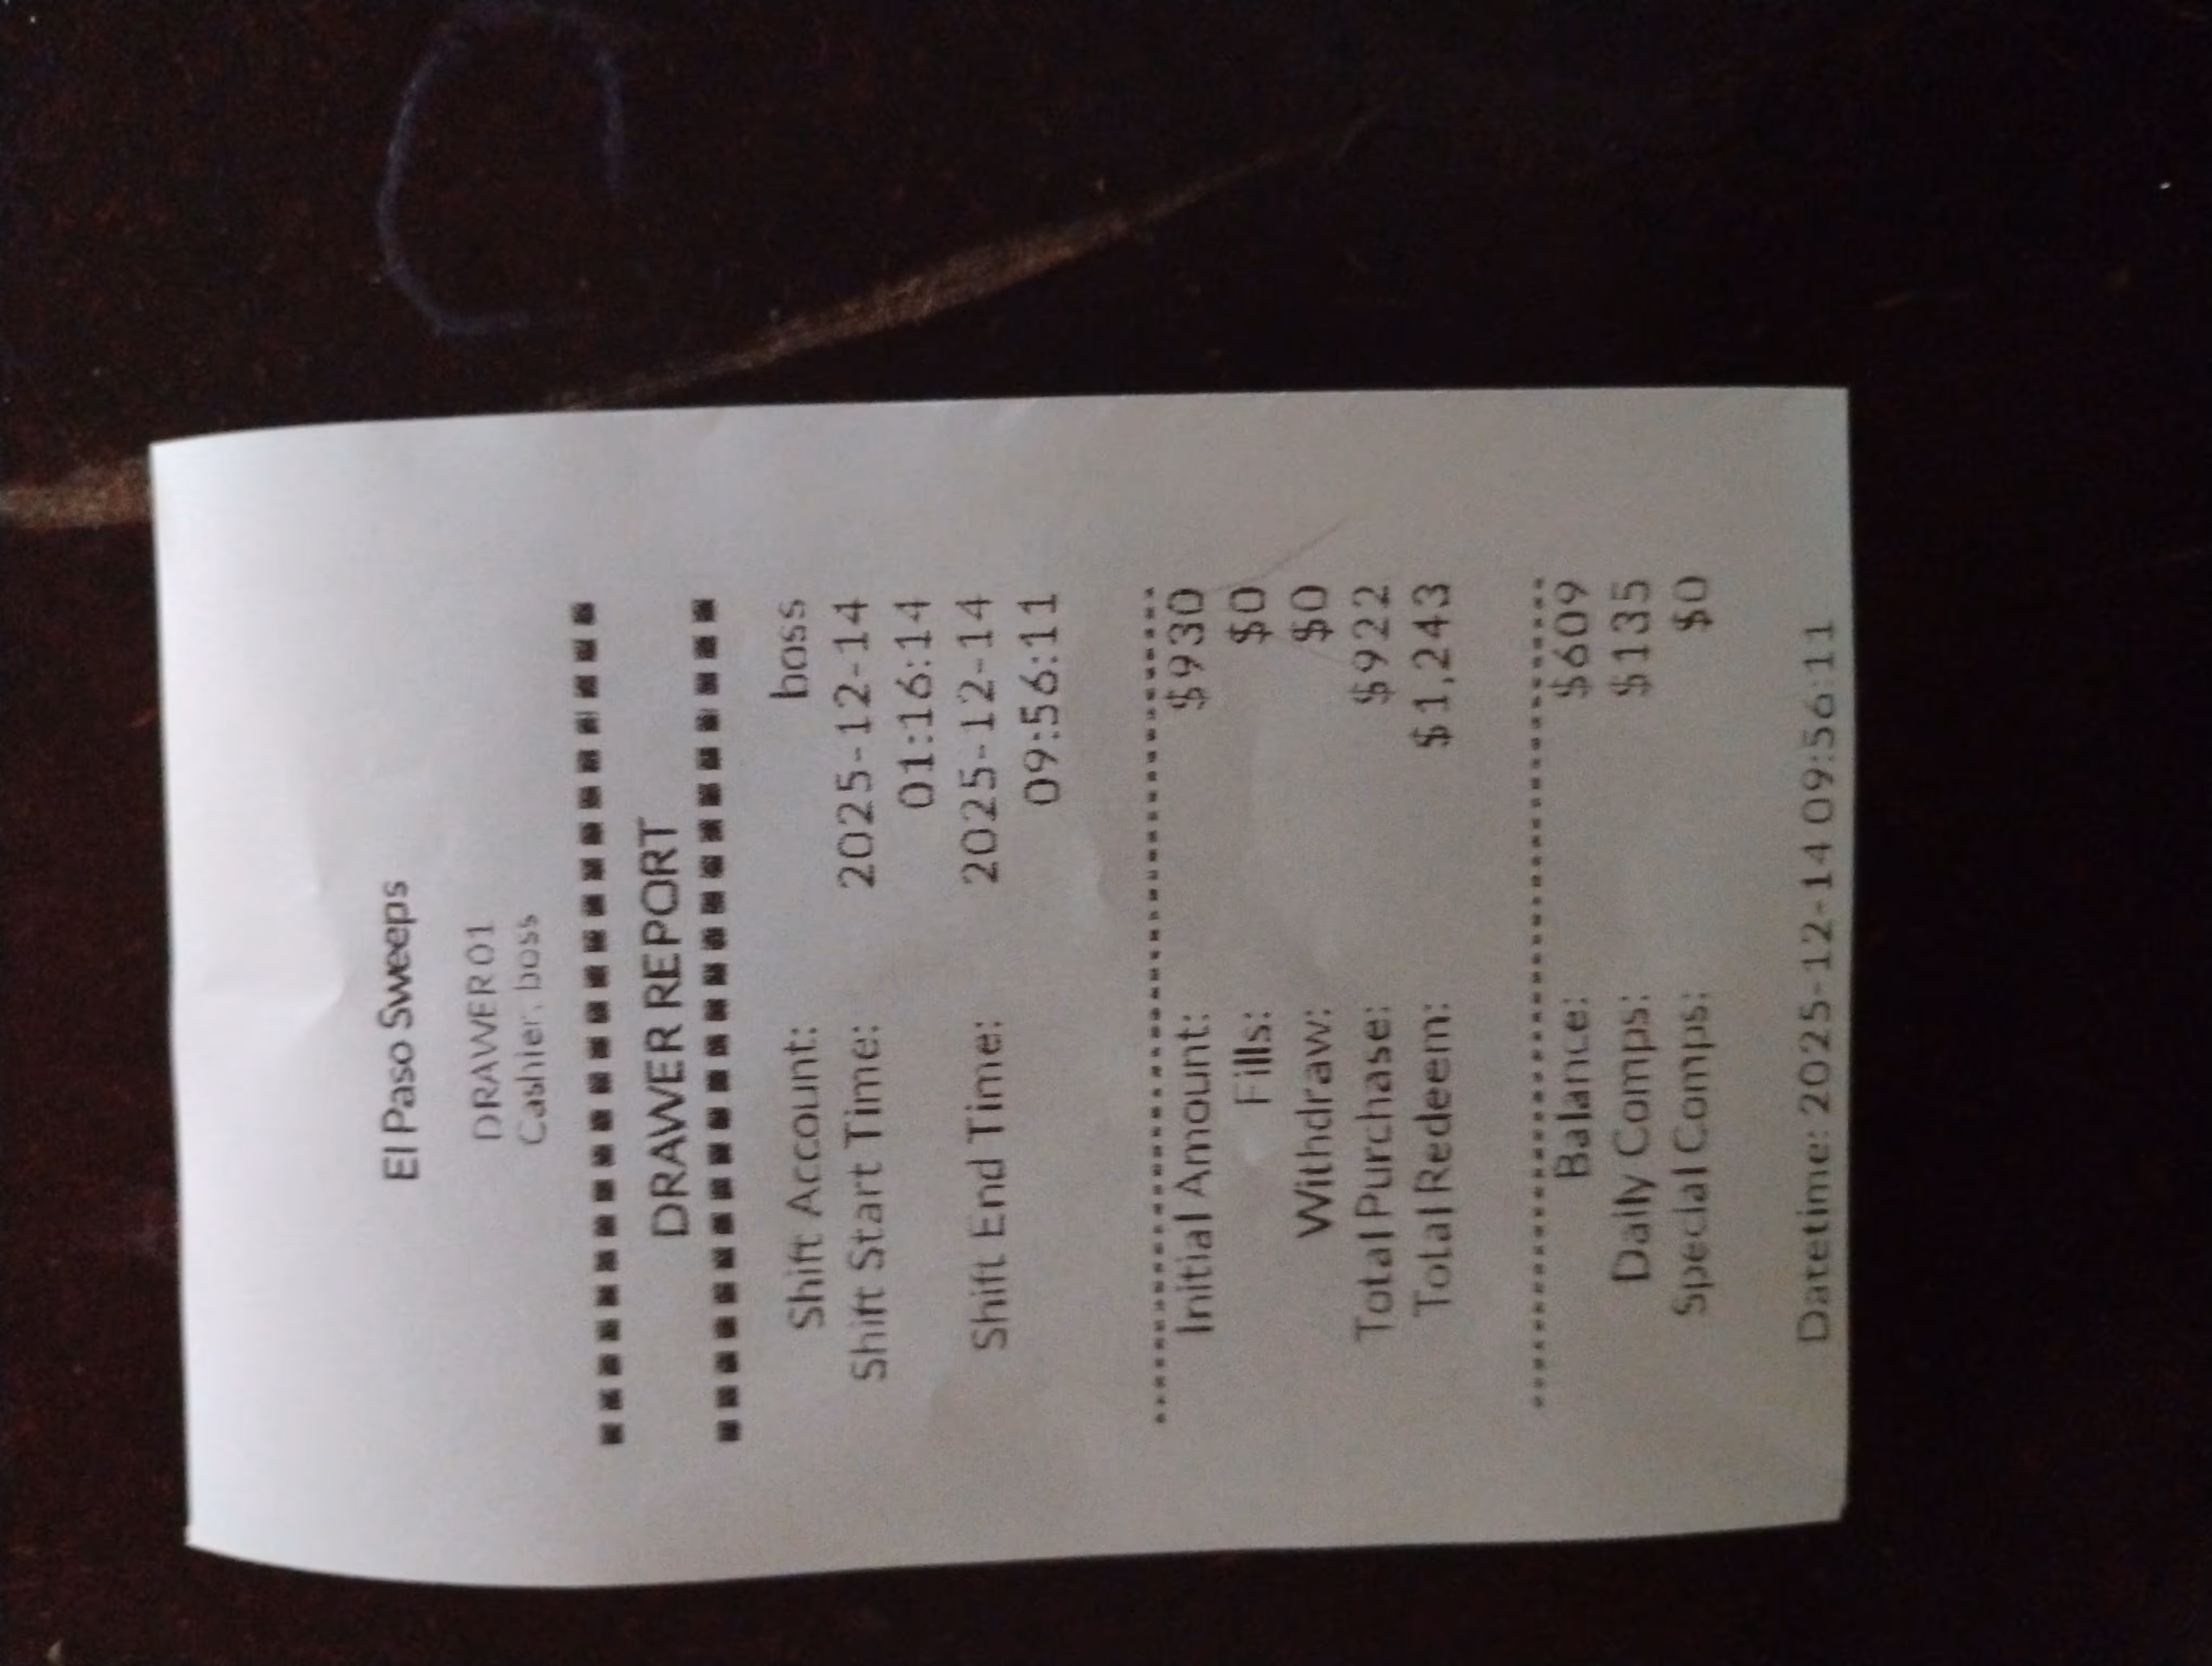 El Paso Sweeps
DRAWER 01
Cashier: boss
DRAWER REPORT
Shift Account: boss
Shift Start Time: 2025-12-14
01:16:14
Shift End Time: 2025-12-14
09:56:11
Initial Amount: $930
Fills: $0
Withdraw: $0
Total Purchase: $922
Total Redeem: $1,243
Balance: $609
Daily Comps: $135
Special Comps: $0
Datetime: 2025-12-14 09:56:11